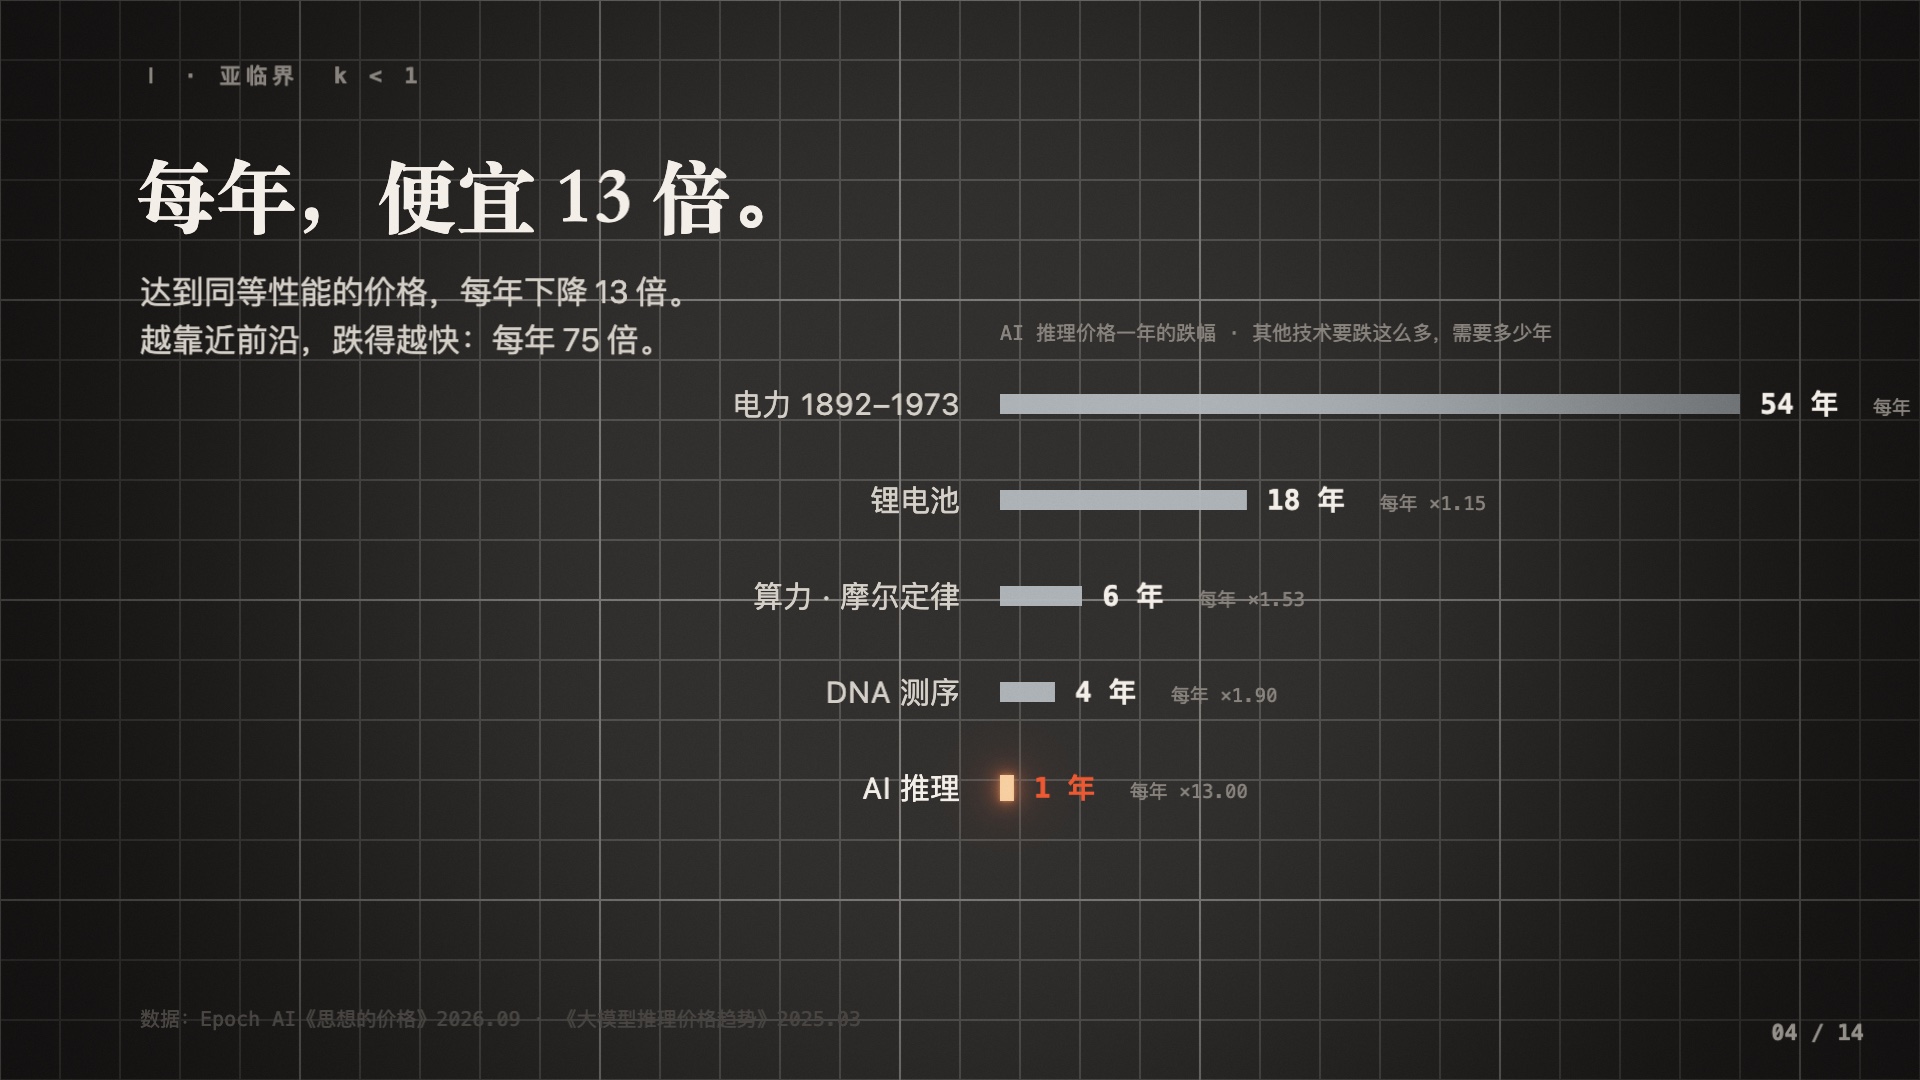 I · 亚临界 k < 1
每年，便宜 13 倍。
达到同等性能的价格，每年下降 13 倍。
越靠近前沿，跌得越快：每年 75 倍。
AI 推理价格一年的跌幅 · 其他技术要跌这么多，需要多少年
电力 1892–1973 54 年 每年
锂电池 18 年 每年 ×1.15
算力 · 摩尔定律 6 年 每年 ×1.53
DNA 测序 4 年 每年 ×1.90
AI 推理 1 年 每年 ×13.00
数据：Epoch AI《思想的价格》2026.09 · 《大模型推理价格趋势》2025.03
04 / 14